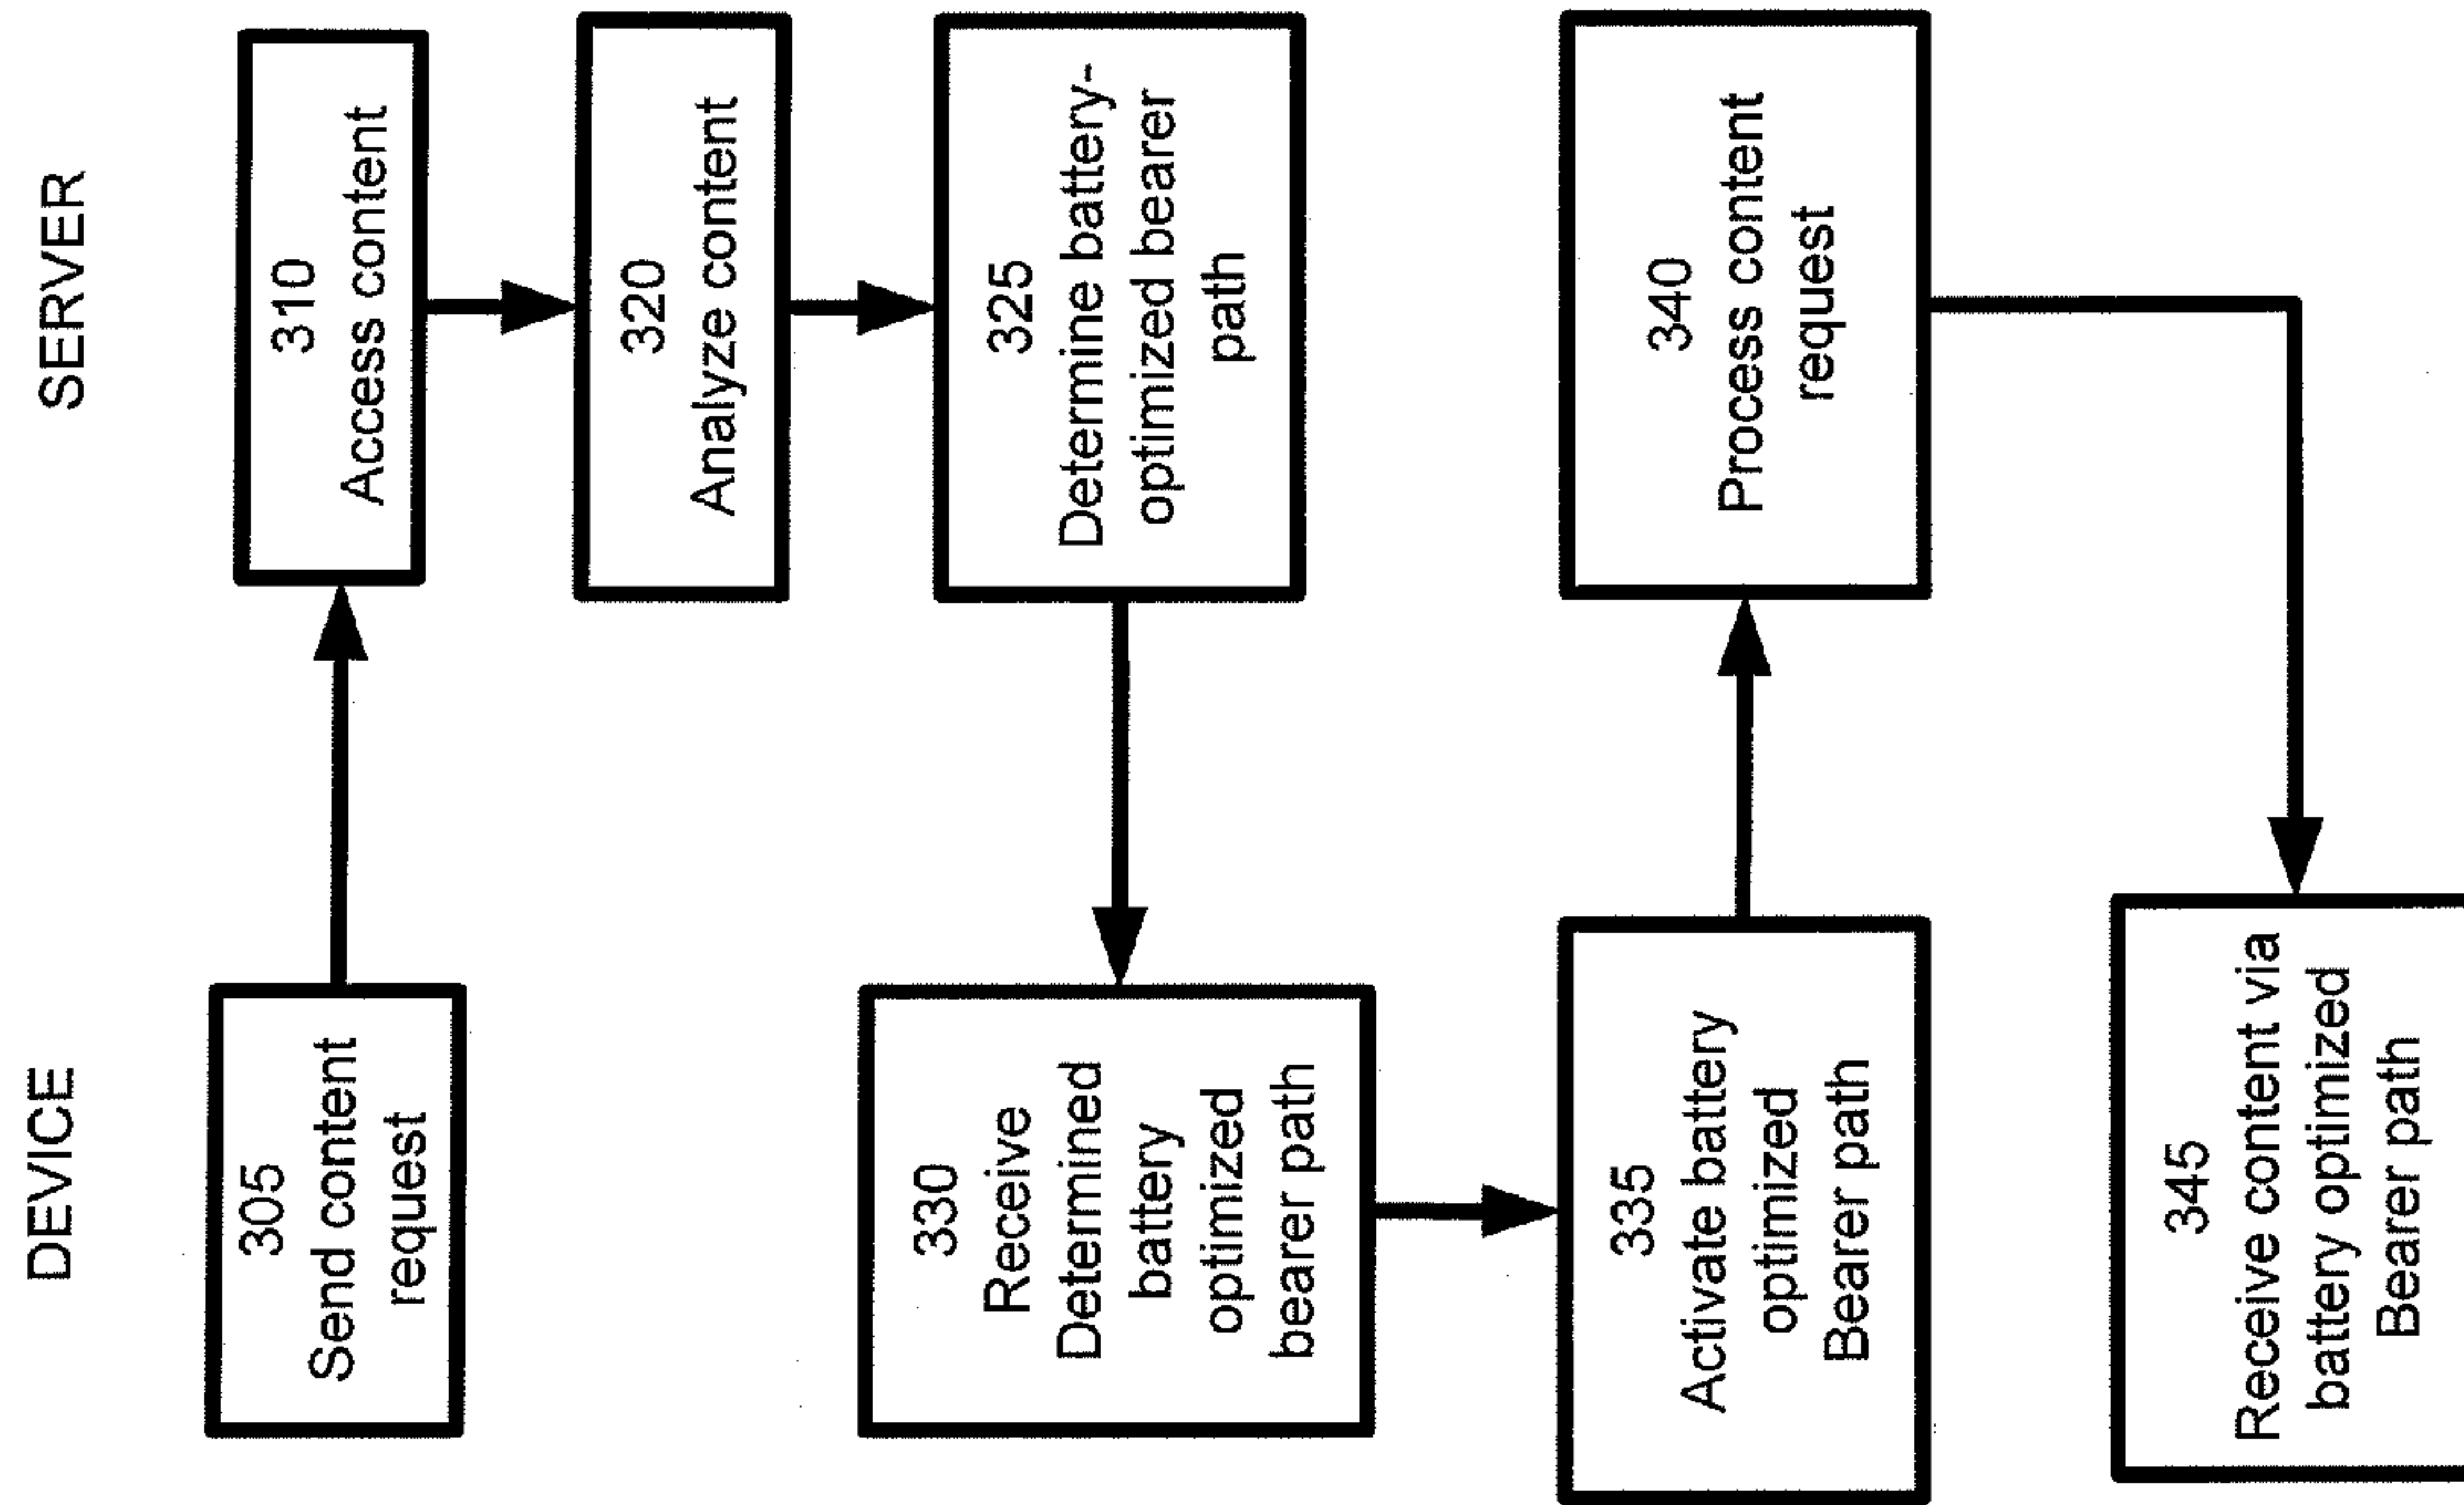 DEVICE
SERVER
305
Send content
request
310
Access content
320
Analyze content
325
Determine battery-
optimized bearer
path
330
Receive
Determined
battery
optimized
bearer path
335
Activate battery
optimized
Bearer path
340
Process content
request
345
Receive content via
battery optimized
Bearer path